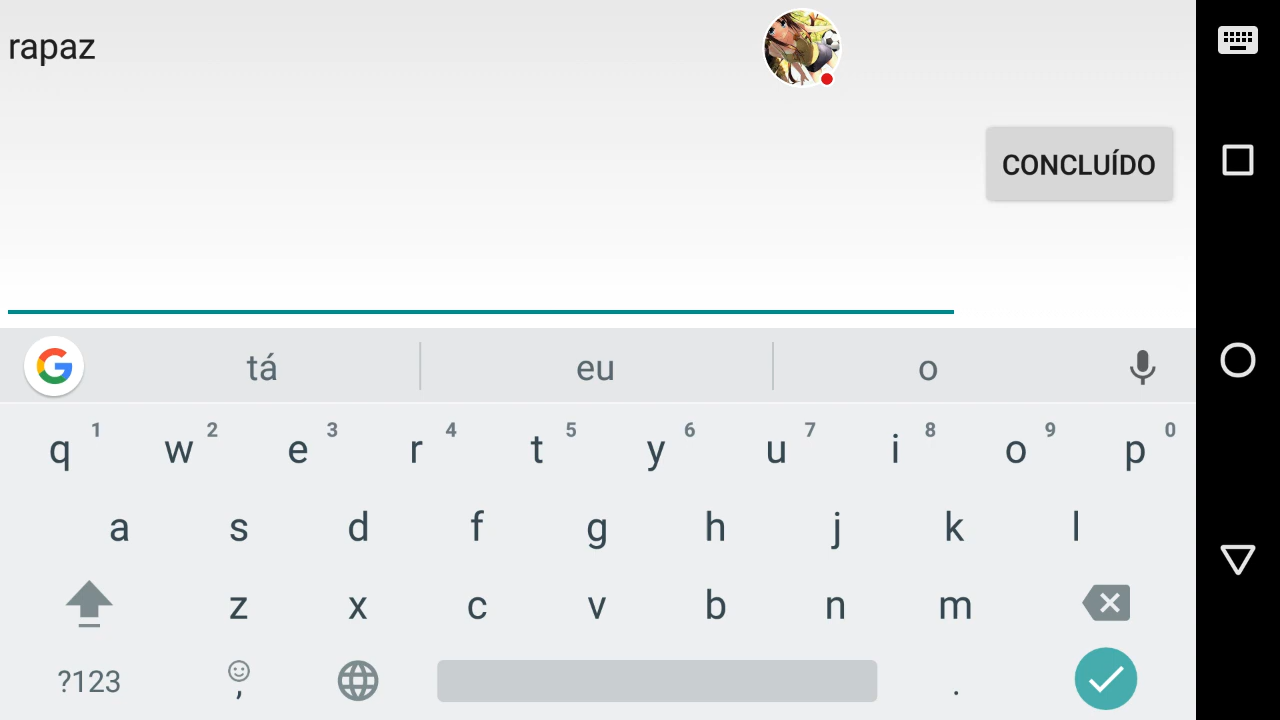 rapaz
CONCLUÍDO
tá eu o
q 1 w 2 e 3 r 4 t 5 y 6 u 7 i 8 o 9 p 0
a s d f g h j k l
z x c v b n m
?123 , .